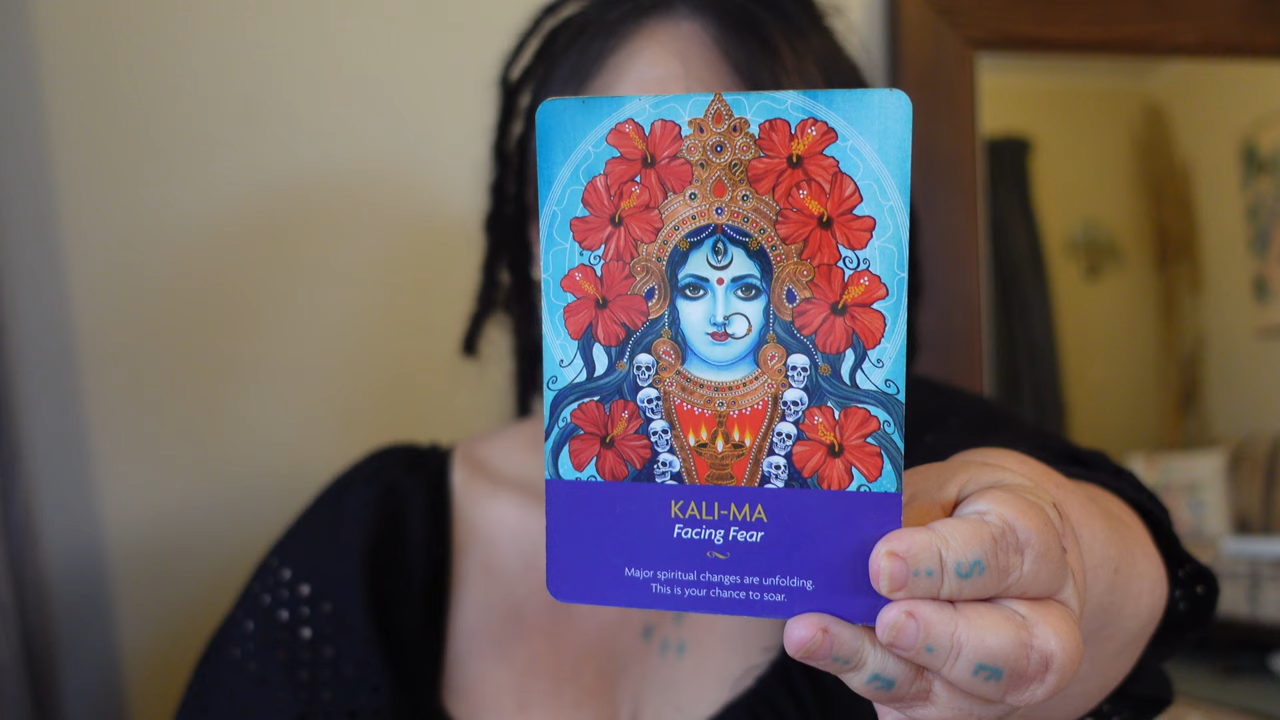 KALI-MA
Facing Fear
Major spiritual changes are unfolding.
This is your chance to soar.